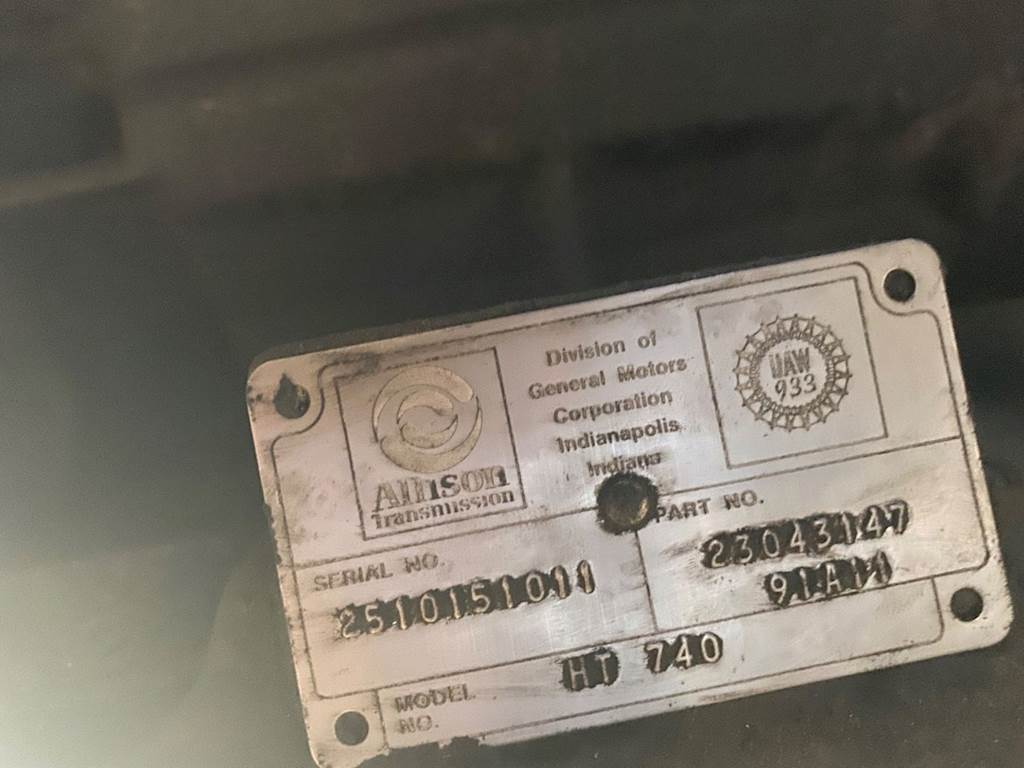 Allison
Transmission
Division of
General Motors
Corporation
Indianapolis
Indiana
UAW
933
SERIAL NO.
2510151011
PART NO.
23043147
91A11
MODEL
NO.
HT 740